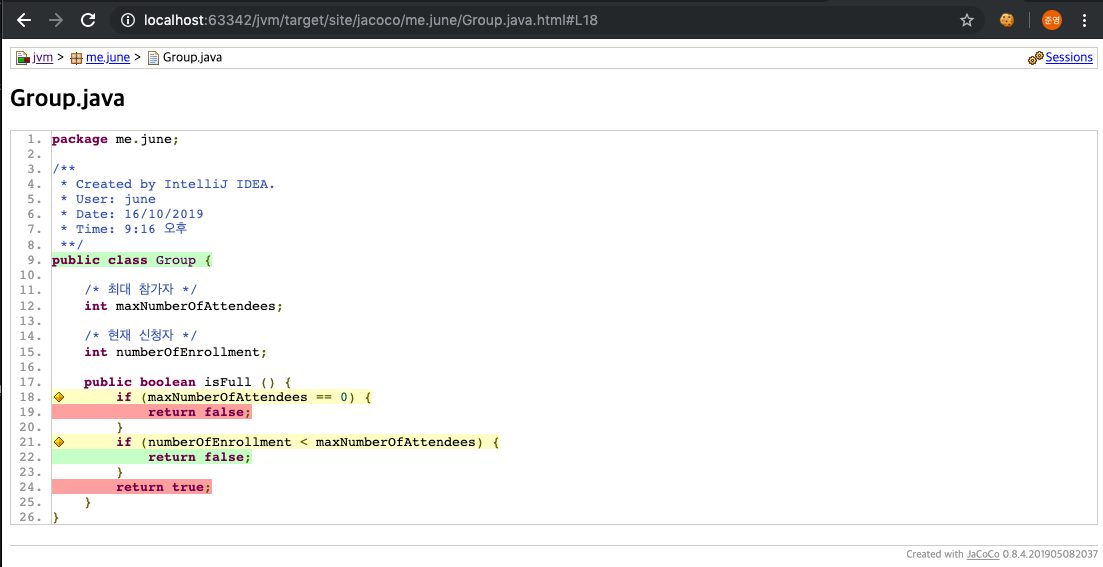 localhost:63342/jvm/target/site/jacoco/me.june/Group.java.html#L18
준영
jvm > me.june > Group.java
Sessions
Group.java
1. package me.june;
2.
3. /**
4. * Created by IntelliJ IDEA.
5. * User: june
6. * Date: 16/10/2019
7. * Time: 9:16 오후
8. **/
9. public class Group {
10.
11. /* 최대 참가자 */
12. int maxNumberOfAttendees;
13.
14. /* 현재 신청자 */
15. int numberOfEnrollment;
16.
17. public boolean isFull () {
18. if (maxNumberOfAttendees == 0) {
19. return false;
20. }
21. if (numberOfEnrollment < maxNumberOfAttendees) {
22. return false;
23. }
24. return true;
25. }
26. }
Created with JaCoCo 0.8.4.201905082037